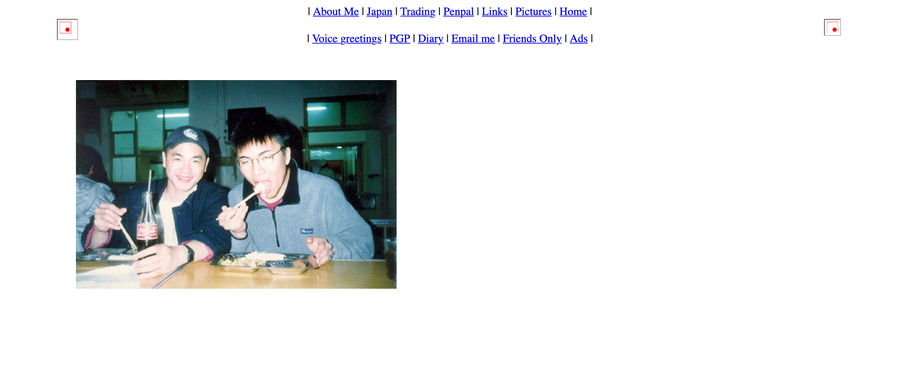 | About Me | Japan | Trading | Penpal | Links | Pictures | Home |
| Voice greetings | PGP | Diary | Email me | Friends Only | Ads |